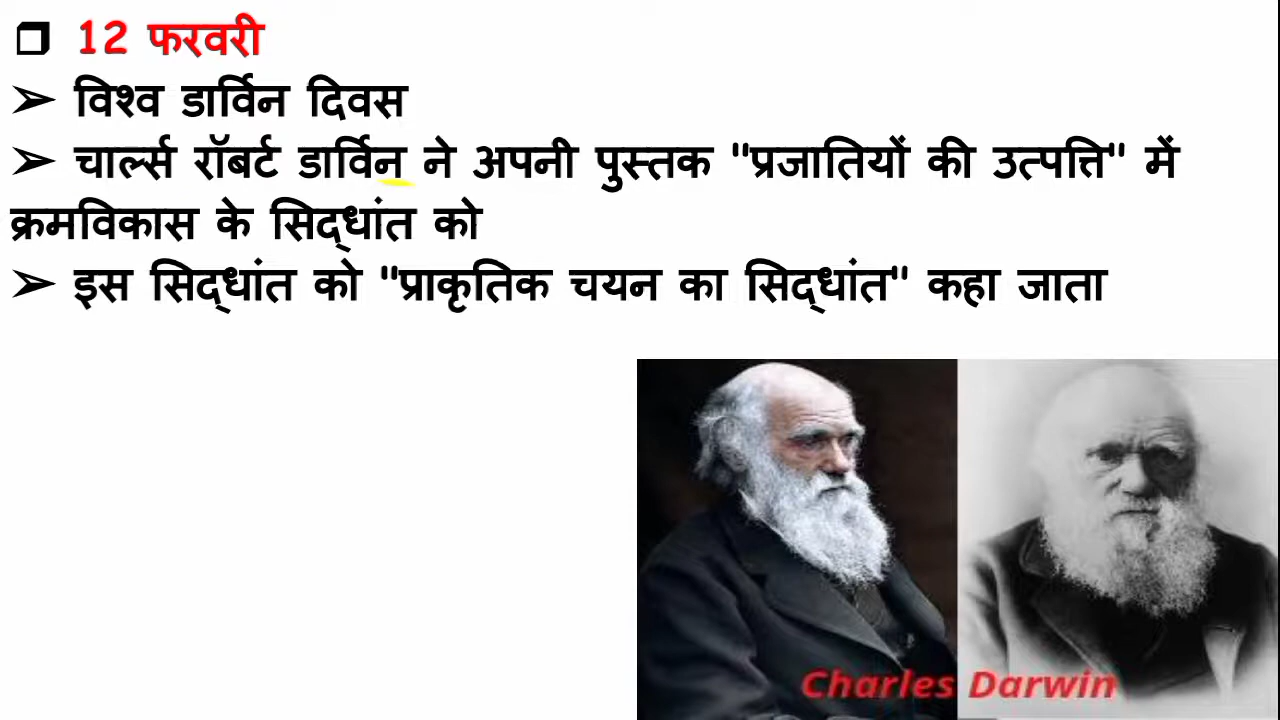 ❒ 12 फरवरी
➢ विश्व डार्विन दिवस
➢ चार्ल्स रॉबर्ट डार्विन ने अपनी पुस्तक "प्रजातियों की उत्पत्ति" में
क्रमविकास के सिद्धांत को
➢ इस सिद्धांत को "प्राकृतिक चयन का सिद्धांत" कहा जाता
Charles Darwin